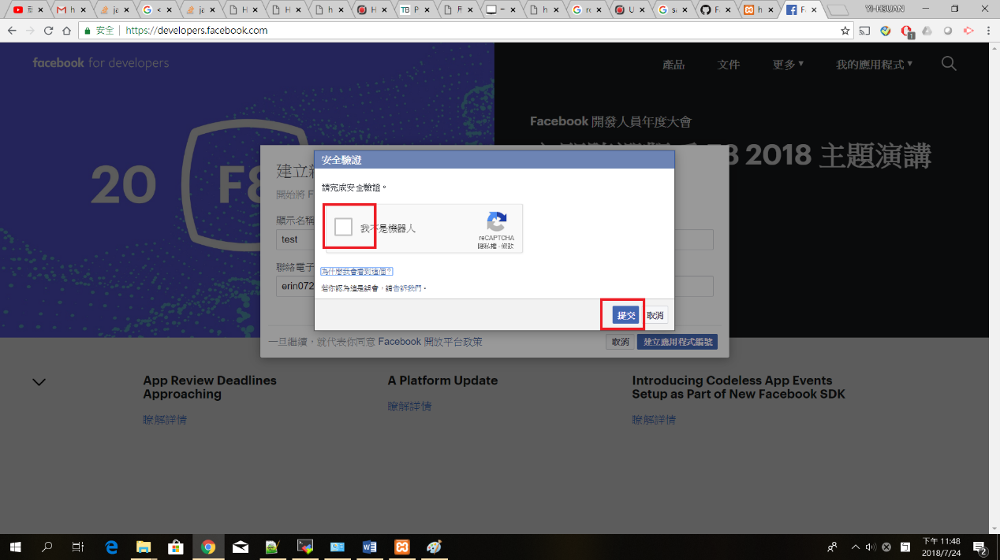 YI-HSUAN
安全 https://developers.facebook.com
facebook for developers
產品 文件 更多 我的應用程式
Facebook 開發人員年度大會
2018 主題演講
20 F8
安全驗證
請完成安全驗證。
我不是機器人
reCAPTCHA
隱私權 - 條款
為什麼我會看到這個?
若你認為這是誤會,請告訴我們。
提交 取消
開始將
顯示名稱
test
聯絡電子
erin072
一旦繼續,就代表你同意 Facebook 開放平台政策
取消 建立應用程式編號
App Review Deadlines
Approaching
瞭解詳情
A Platform Update
瞭解詳情
Introducing Codeless App Events
Setup as Part of New Facebook SDK
瞭解詳情
下午 11:48
2018/7/24
2